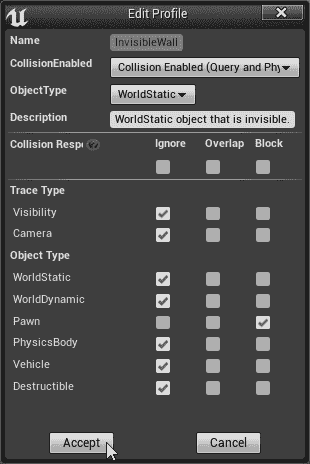 Edit Profile
Name InvisibleWall
CollisionEnabled Collision Enabled (Query and Phy
ObjectType WorldStatic
Description WorldStatic object that is invisible.
Collision Respo Ignore Overlap Block
Trace Type
Visibility
Camera
Object Type
WorldStatic
WorldDynamic
Pawn
PhysicsBody
Vehicle
Destructible
Accept Cancel